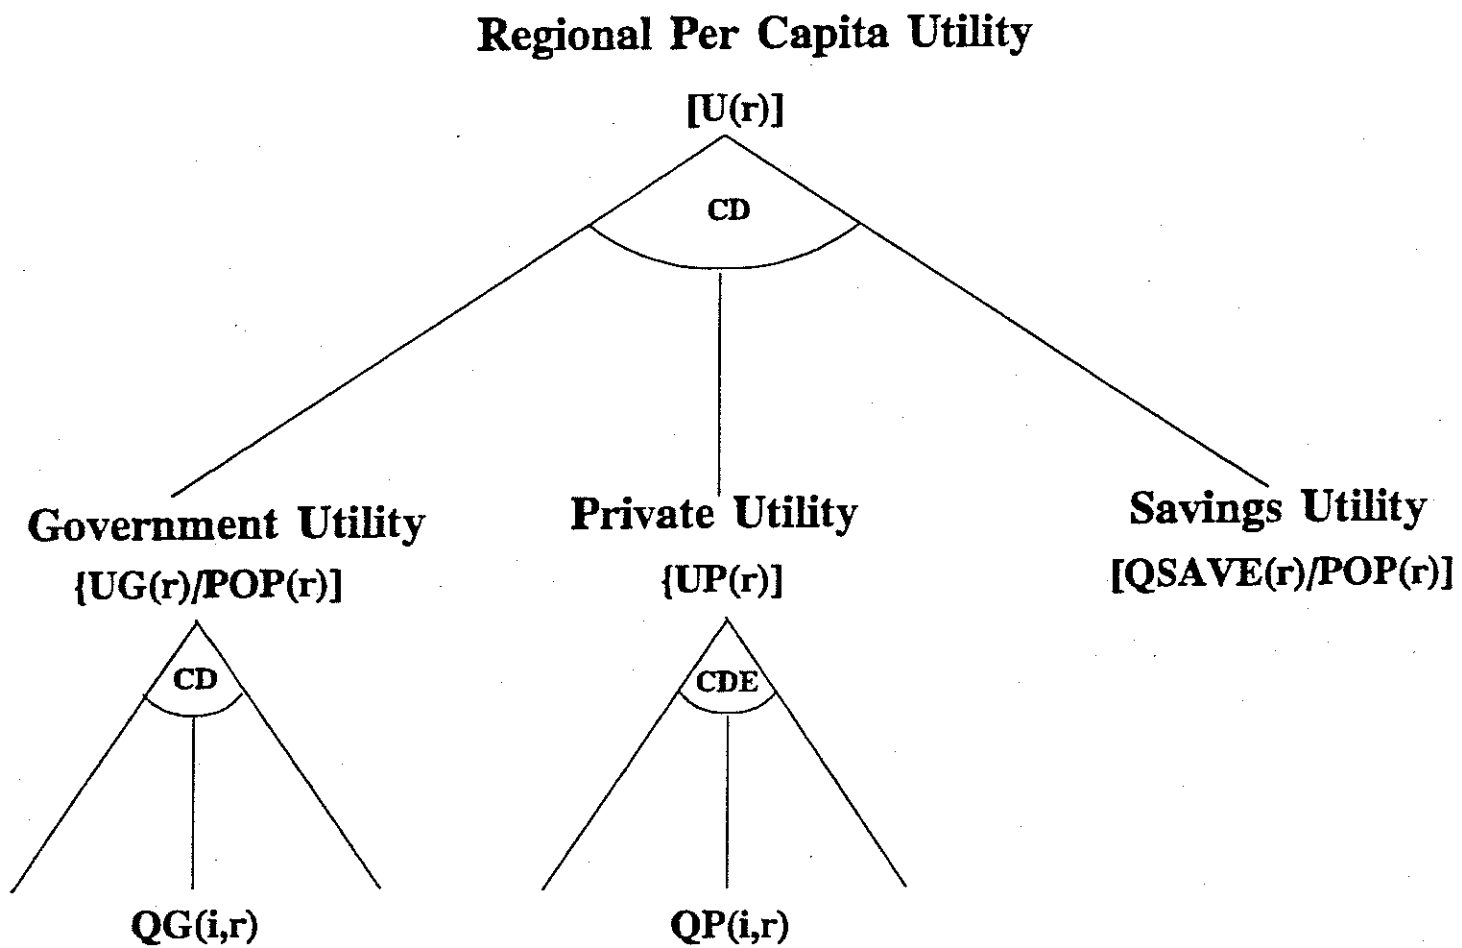 Regional Per Capita Utility
[U(r)]
CD
Government Utility
{UG(r)/POP(r)]
Private Utility
{UP(r)]
Savings Utility
[QSAVE(r)/POP(r)]
CD
CDE
QG(i,r)
QP(i,r)